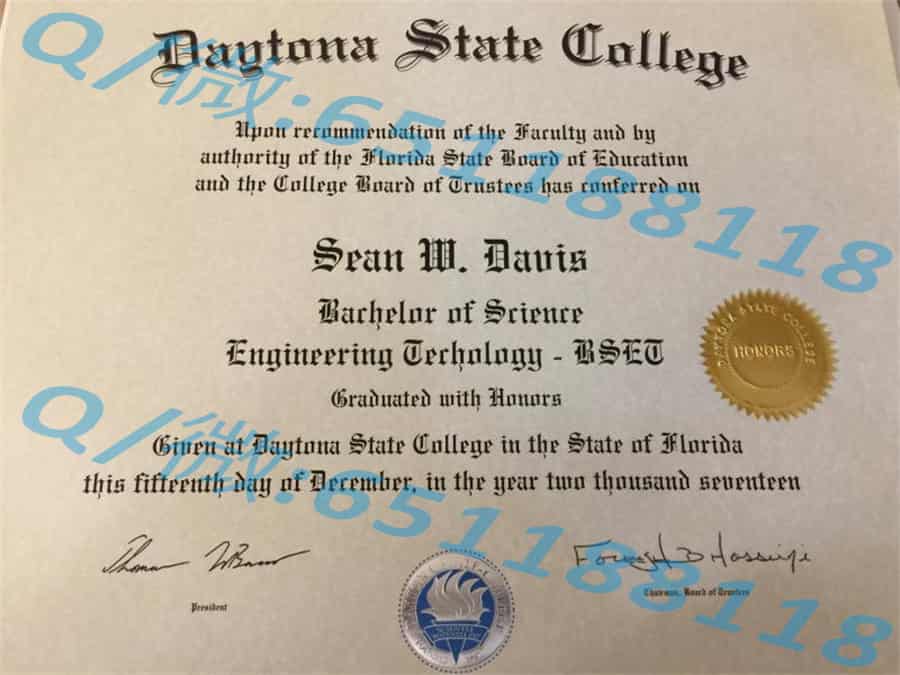 Daytona State College
Q/微:651188118
Upon recommendation of the Faculty and by
authority of the Florida State Board of Education
and the College Board of Trustees has conferred on
Sean W. Davis
Bachelor of Science
Engineering Techology - BSET
DAYTONA STATE COLLEGE
HONORS
Graduated with Honors
Q/微:651188118
Given at Daytona State College in the State of Florida
this fifteenth day of December, in the year two thousand seventeen
President
Chairman, Board of Trustees